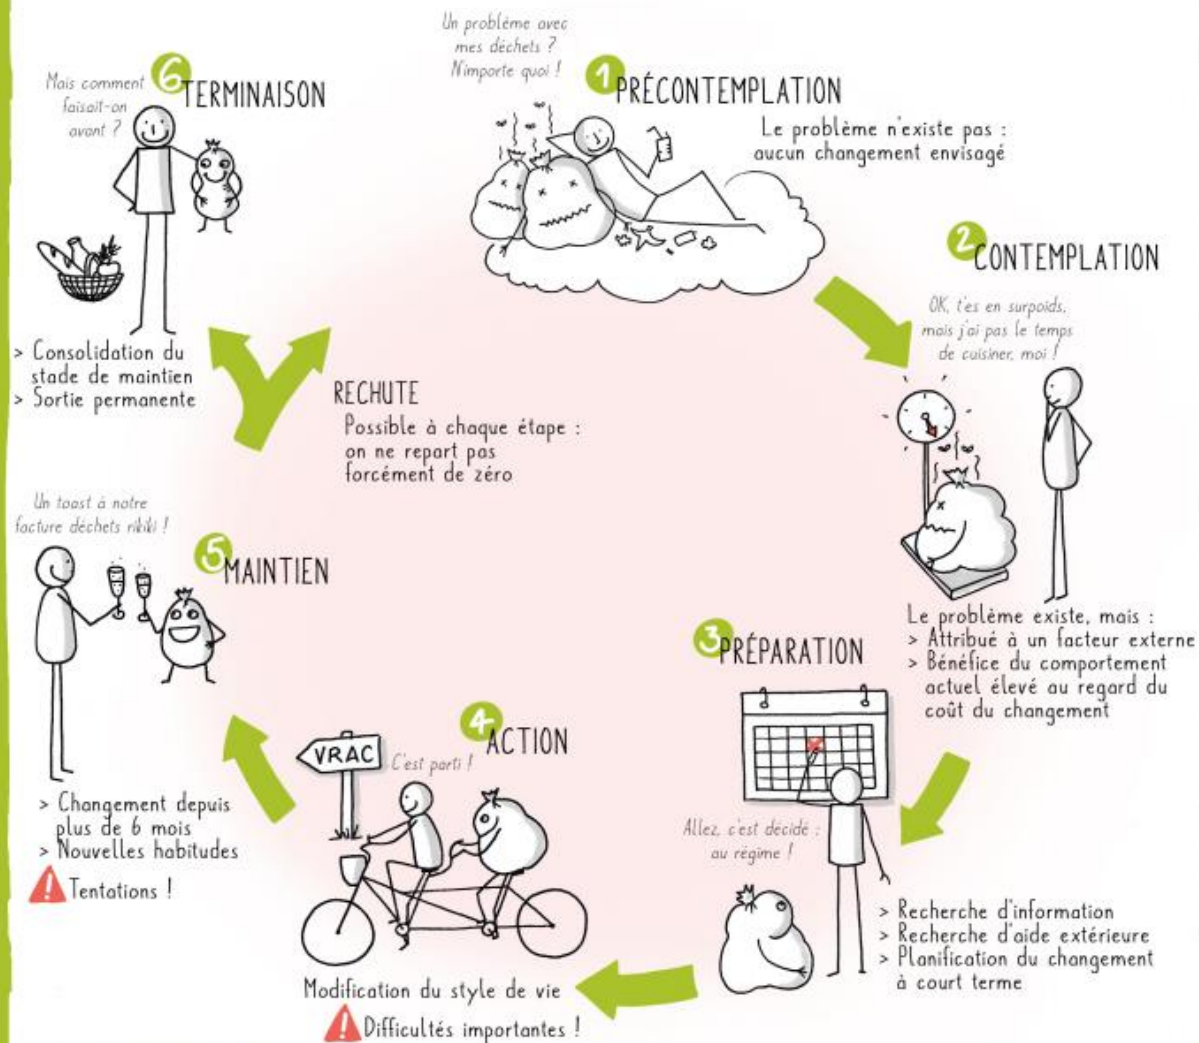 Un problème avec
mes déchets ?
N'importe quoi !
1 PRÉCONTEMPLATION
Le problème n'existe pas :
aucun changement envisagé
2 CONTEMPLATION
OK, t'es en surpoids,
mais j'ai pas le temps
de cuisiner, moi !
Le problème existe, mais :
> Attribué à un facteur externe
> Bénéfice du comportement
actuel élevé au regard du
coût du changement
3 PRÉPARATION
Allez, c'est décidé :
au régime !
> Recherche d'information
> Recherche d'aide extérieure
> Planification du changement
à court terme
4 ACTION
VRAC
C'est parti !
Modification du style de vie
! Difficultés importantes !
5 MAINTIEN
Un toast à notre
facture déchets rikiki !
> Changement depuis
plus de 6 mois
> Nouvelles habitudes
! Tentations !
6 TERMINAISON
Mais comment
faisait-on
avant ?
> Consolidation du
stade de maintien
> Sortie permanente
RECHUTE
Possible à chaque étape :
on ne repart pas
forcément de zéro